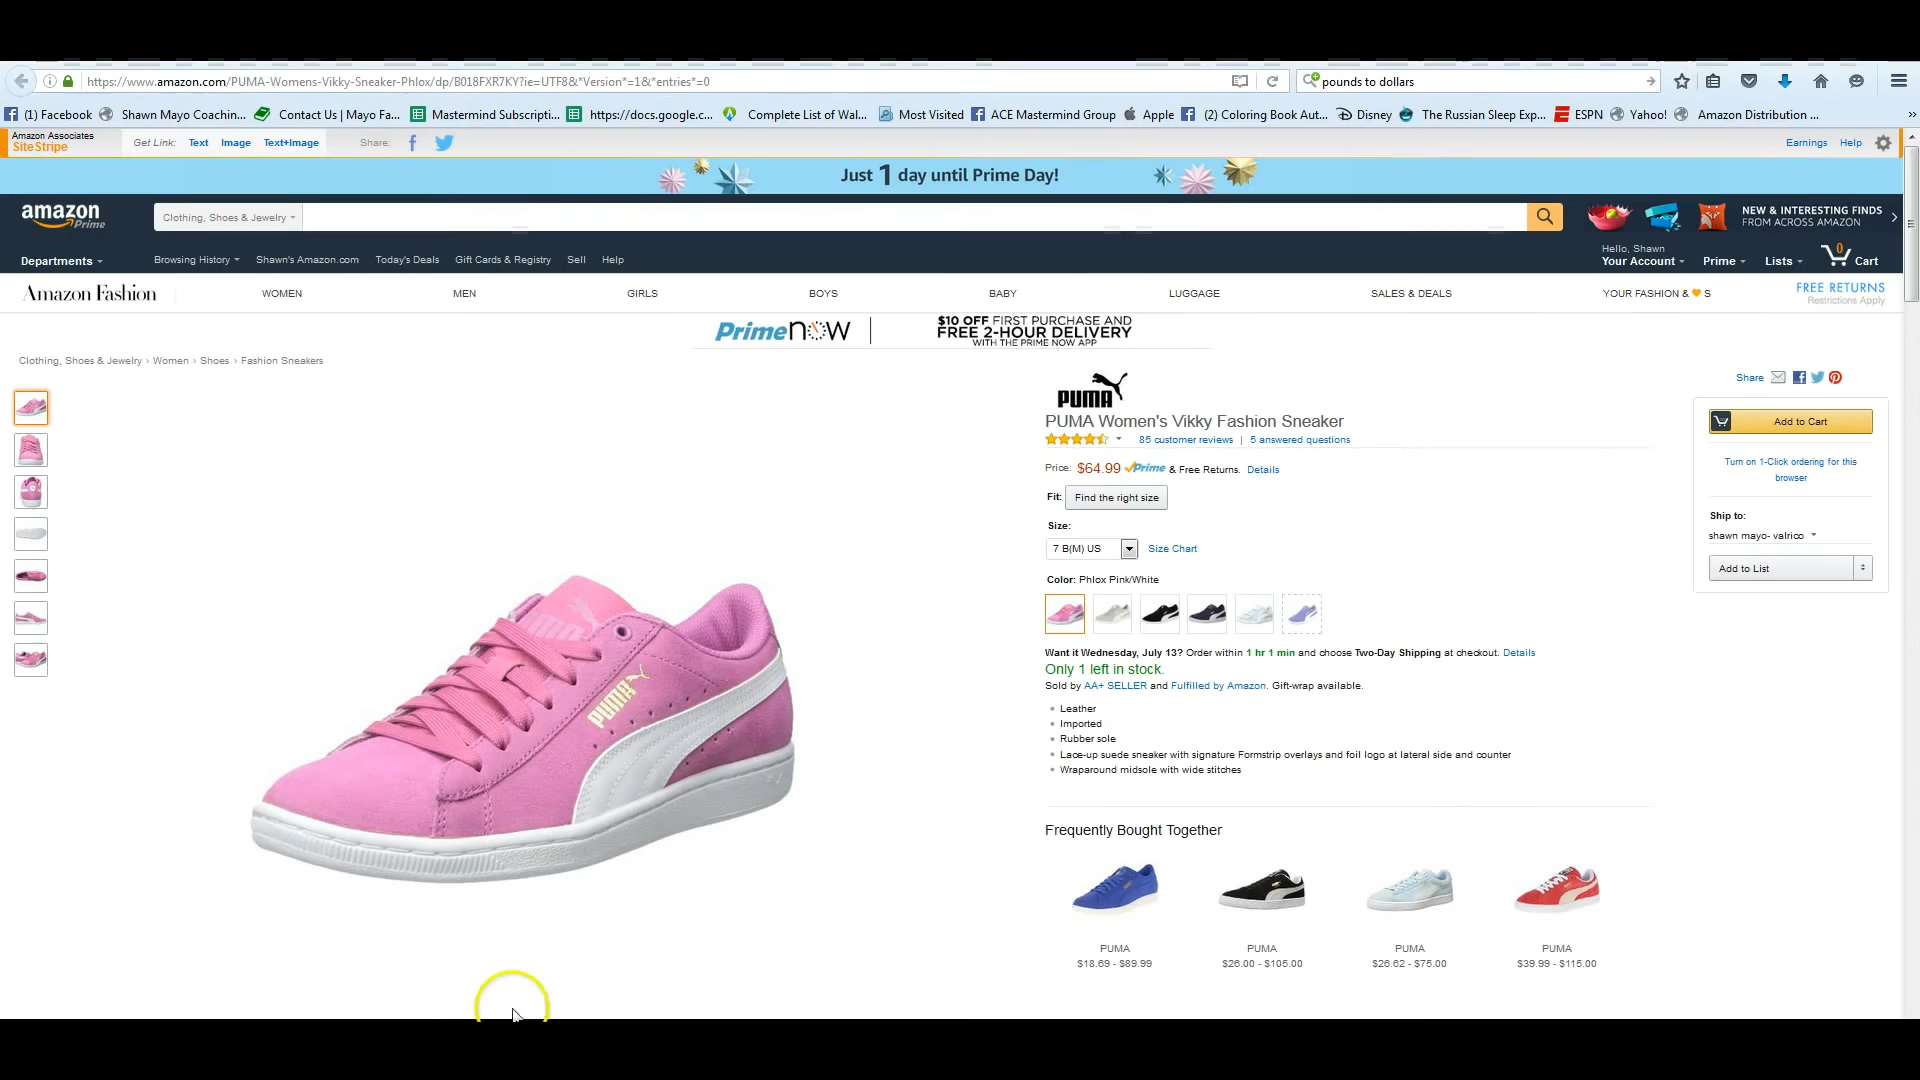 https://www.amazon.com/PUMA-Womens-Vikky-Sneaker-Phlox/dp/B018FXR7KY?ie=UTF8&*Version*=1&*entries*=0
pounds to dollars
(1) Facebook Shawn Mayo Coachin... Contact Us | Mayo Fa... Mastermind Subscripti... https://docs.google.c... Complete List of Wal... Most Visited ACE Mastermind Group Apple (2) Coloring Book Aut... Disney The Russian Sleep Exp... ESPN Yahoo! Amazon Distribution ...
Amazon Associates
SiteStripe
Get Link: Text Image Text+Image Share: Earnings Help
Just 1 day until Prime Day!
amazon
Prime
Clothing, Shoes & Jewelry
NEW & INTERESTING FINDS
FROM ACROSS AMAZON
Departments
Browsing History Shawn's Amazon.com Today's Deals Gift Cards & Registry Sell Help
Hello, Shawn
Your Account Prime Lists 0 Cart
Amazon Fashion WOMEN MEN GIRLS BOYS BABY LUGGAGE SALES & DEALS YOUR FASHION & 🧡 S
FREE RETURNS
Restrictions Apply
PrimeNOW
$10 OFF FIRST PURCHASE AND
FREE 2-HOUR DELIVERY
WITH THE PRIME NOW APP
Clothing, Shoes & Jewelry › Women › Shoes › Fashion Sneakers
PUMA
PUMA Women's Vikky Fashion Sneaker
85 customer reviews | 5 answered questions
Price: $64.99 Prime & Free Returns. Details
Fit: Find the right size
Size:
7 B(M) US Size Chart
Color: Phlox Pink/White
Want it Wednesday, July 13? Order within 1 hr 1 min and choose Two-Day Shipping at checkout. Details
Only 1 left in stock.
Sold by AA+ SELLER and Fulfilled by Amazon. Gift-wrap available.
Leather
Imported
Rubber sole
Lace-up suede sneaker with signature Formstrip overlays and foil logo at lateral side and counter
Wraparound midsole with wide stitches
Frequently Bought Together
PUMA PUMA PUMA PUMA
$18.69 - $89.99 $26.00 - $105.00 $26.62 - $75.00 $39.99 - $115.00
Share
Add to Cart
Turn on 1-Click ordering for this
browser
Ship to:
shawn mayo- valrico
Add to List
PUMA